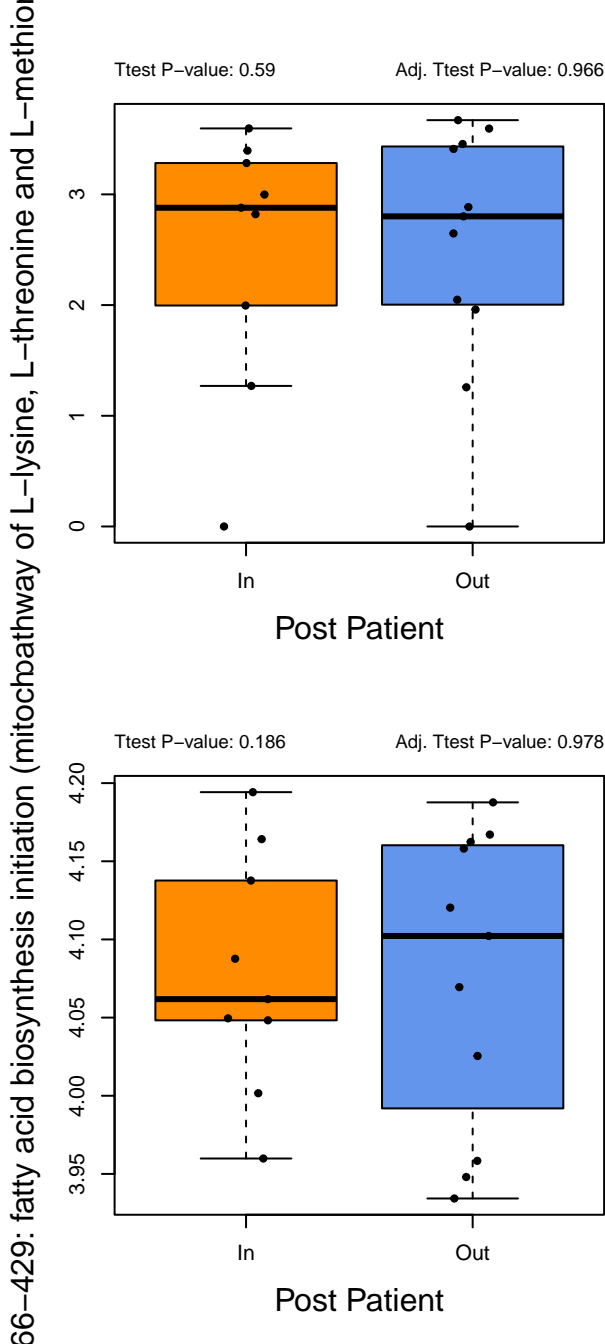 of L−lysine, L−threonine and
Ttest P−value: 0.59
Adj. Ttest P−value: 0.966
3
2
1
0
In
Out
Post Patient
66−429: fatty acid biosynthesis initiation
Ttest P−value: 0.186
Adj. Ttest P−value: 0.978
4.20
4.15
4.10
4.05
4.00
3.95
In
Out
Post Patient